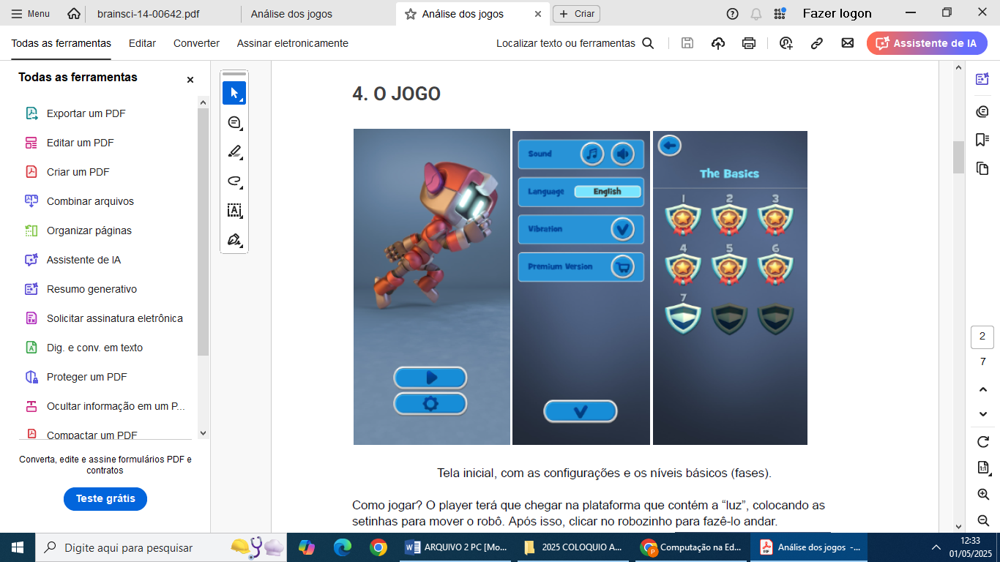 Menu
brainsci-14-00642.pdf
Análise dos jogos
Análise dos jogos
Criar
Fazer logon
Todas as ferramentas
Editar
Converter
Assinar eletronicamente
Localizar texto ou ferramentas
Assistente de IA
Todas as ferramentas
Exportar um PDF
Editar um PDF
Criar um PDF
Combinar arquivos
Organizar páginas
Assistente de IA
Resumo generativo
Solicitar assinatura eletrônica
Dig. e conv. em texto
Proteger um PDF
Ocultar informação em um P...
Compactar um PDF
Converta, edite e assine formulários PDF e
contratos
Teste grátis
4. O JOGO
Sound
Language English
Vibration
Premium Version
The Basics
1 2 3
4 5 6
7
Tela inicial, com as configurações e os níveis básicos (fases).
Como jogar? O player terá que chegar na plataforma que contém a “luz”, colocando as
setinhas para mover o robô. Após isso, clicar no robozinho para fazê-lo andar.
2
7
1:1
Digite aqui para pesquisar
ARQUIVO 2 PC [Mo...
2025 COLOQUIO A...
Computação na Ed...
Análise dos jogos -...
12:33
01/05/2025